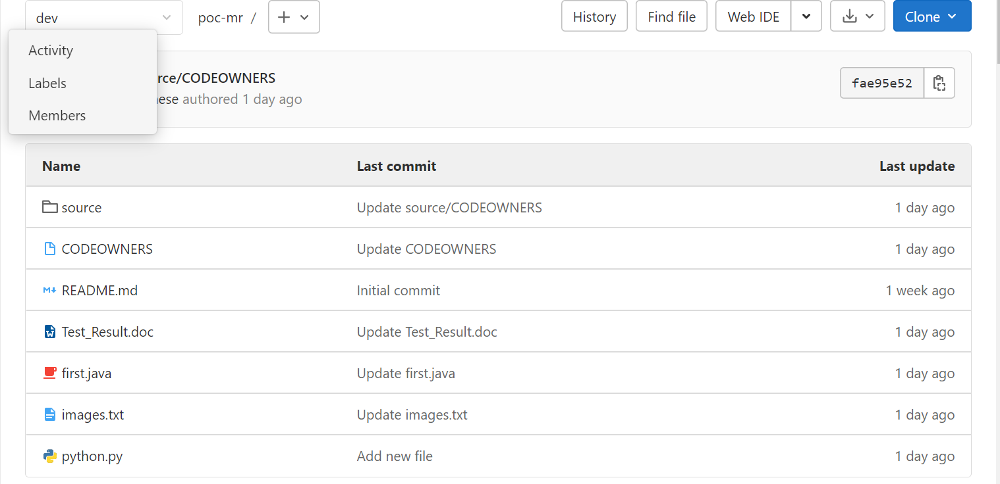 dev
poc-mr /
History
Find file
Web IDE
Clone
Activity
Labels
Members
rce/CODEOWNERS
authored 1 day ago
fae95e52
Name Last commit Last update
source Update source/CODEOWNERS 1 day ago
CODEOWNERS Update CODEOWNERS 1 day ago
README.md Initial commit 1 week ago
Test_Result.doc Update Test_Result.doc 1 day ago
first.java Update first.java 1 day ago
images.txt Update images.txt 1 day ago
python.py Add new file 1 day ago